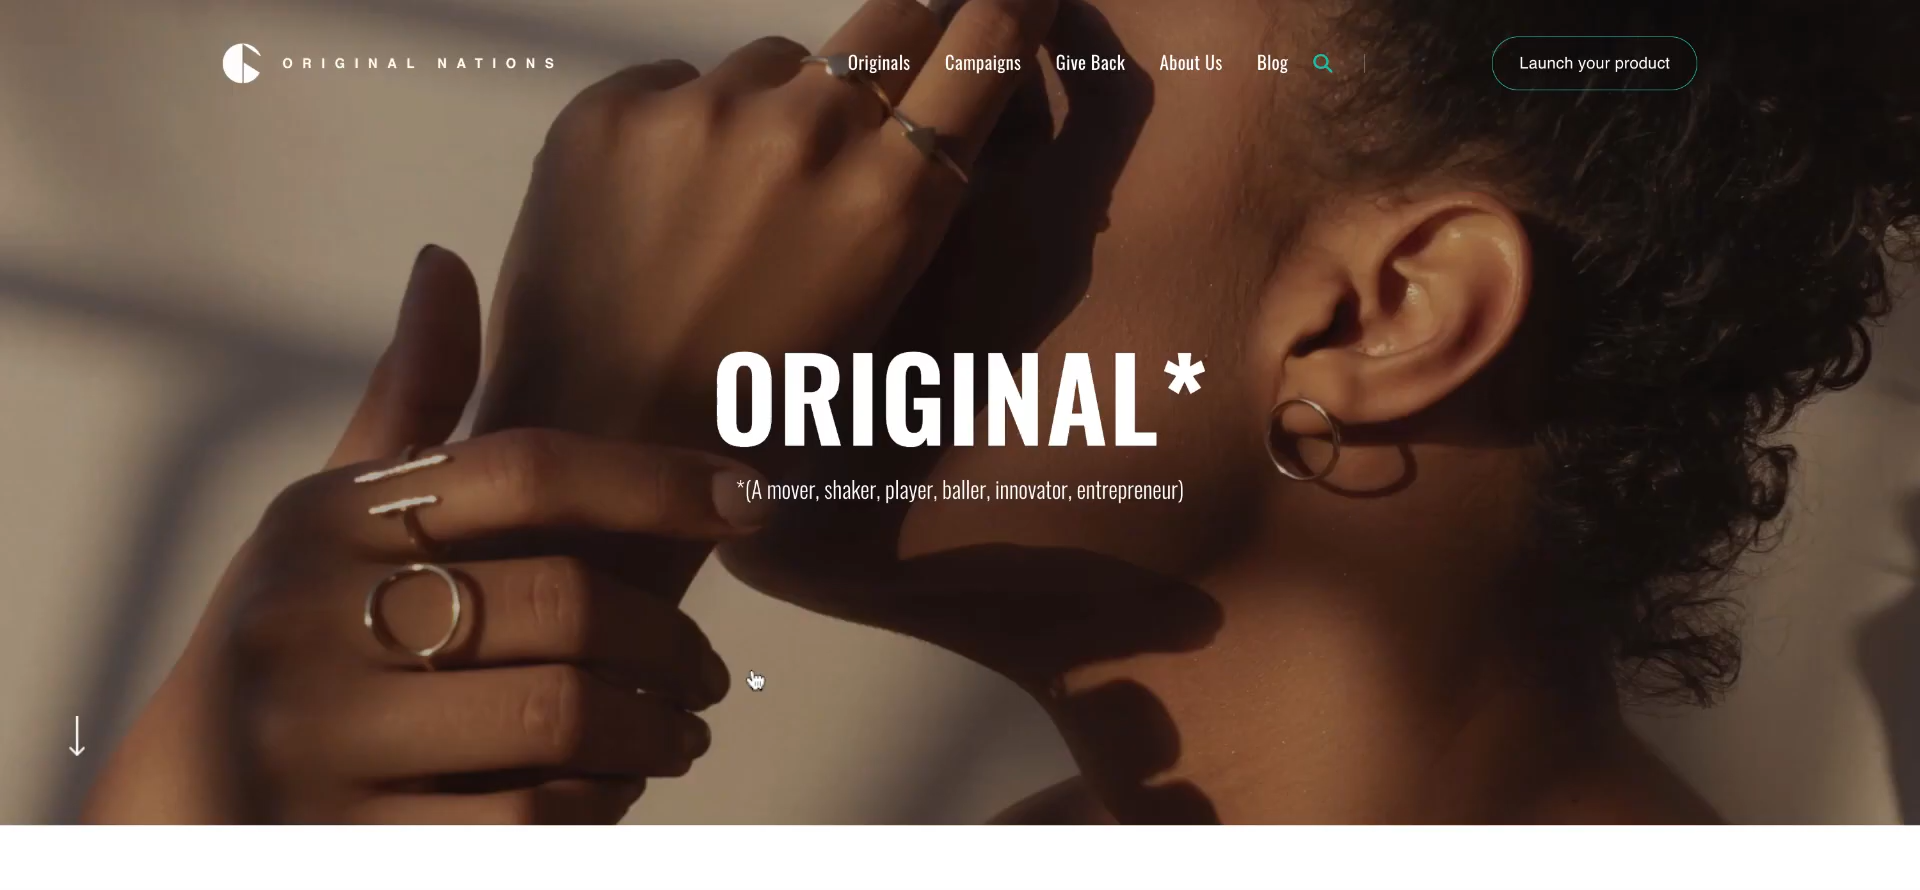 ORIGINAL NATIONS
Originals
Campaigns
Give Back
About Us
Blog
Launch your product
ORIGINAL*
*(A mover, shaker, player, baller, innovator, entrepreneur)